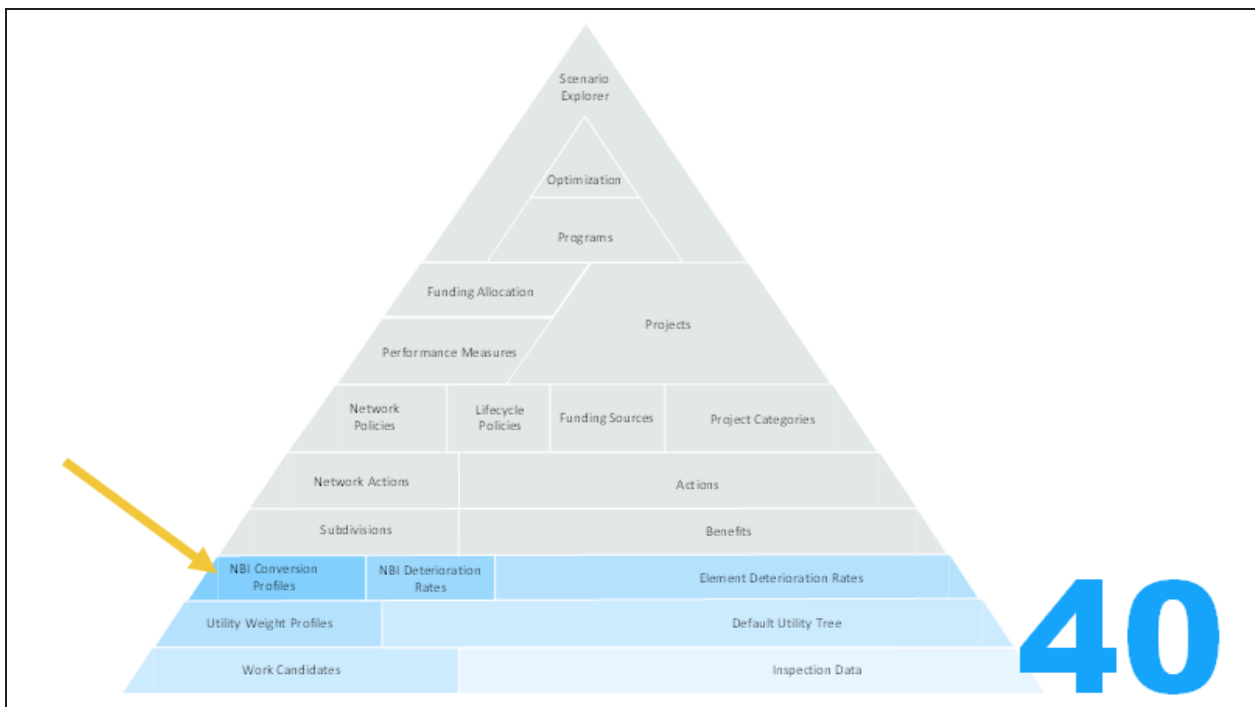 Scenario
Explorer
Optimization
Programs
Funding Allocation
Projects
Performance Measures
Network
Policies
Lifecycle
Policies
Funding Sources
Project Categories
Network Actions
Actions
Subdivisions
Benefits
NBI Conversion
Profiles
NBI Deterioration
Rates
Element Deterioration Rates
Utility Weight Profiles
Default Utility Tree
Work Candidates
Inspection Data
40